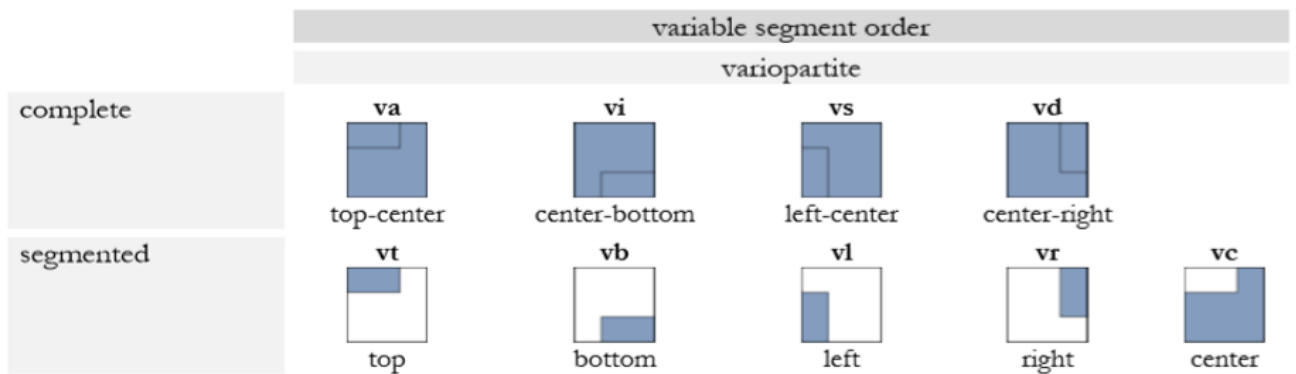 variable segment order
variopartite
complete
va vi vs vd
top-center center-bottom left-center center-right
segmented
vt vb vl vr vc
top bottom left right center